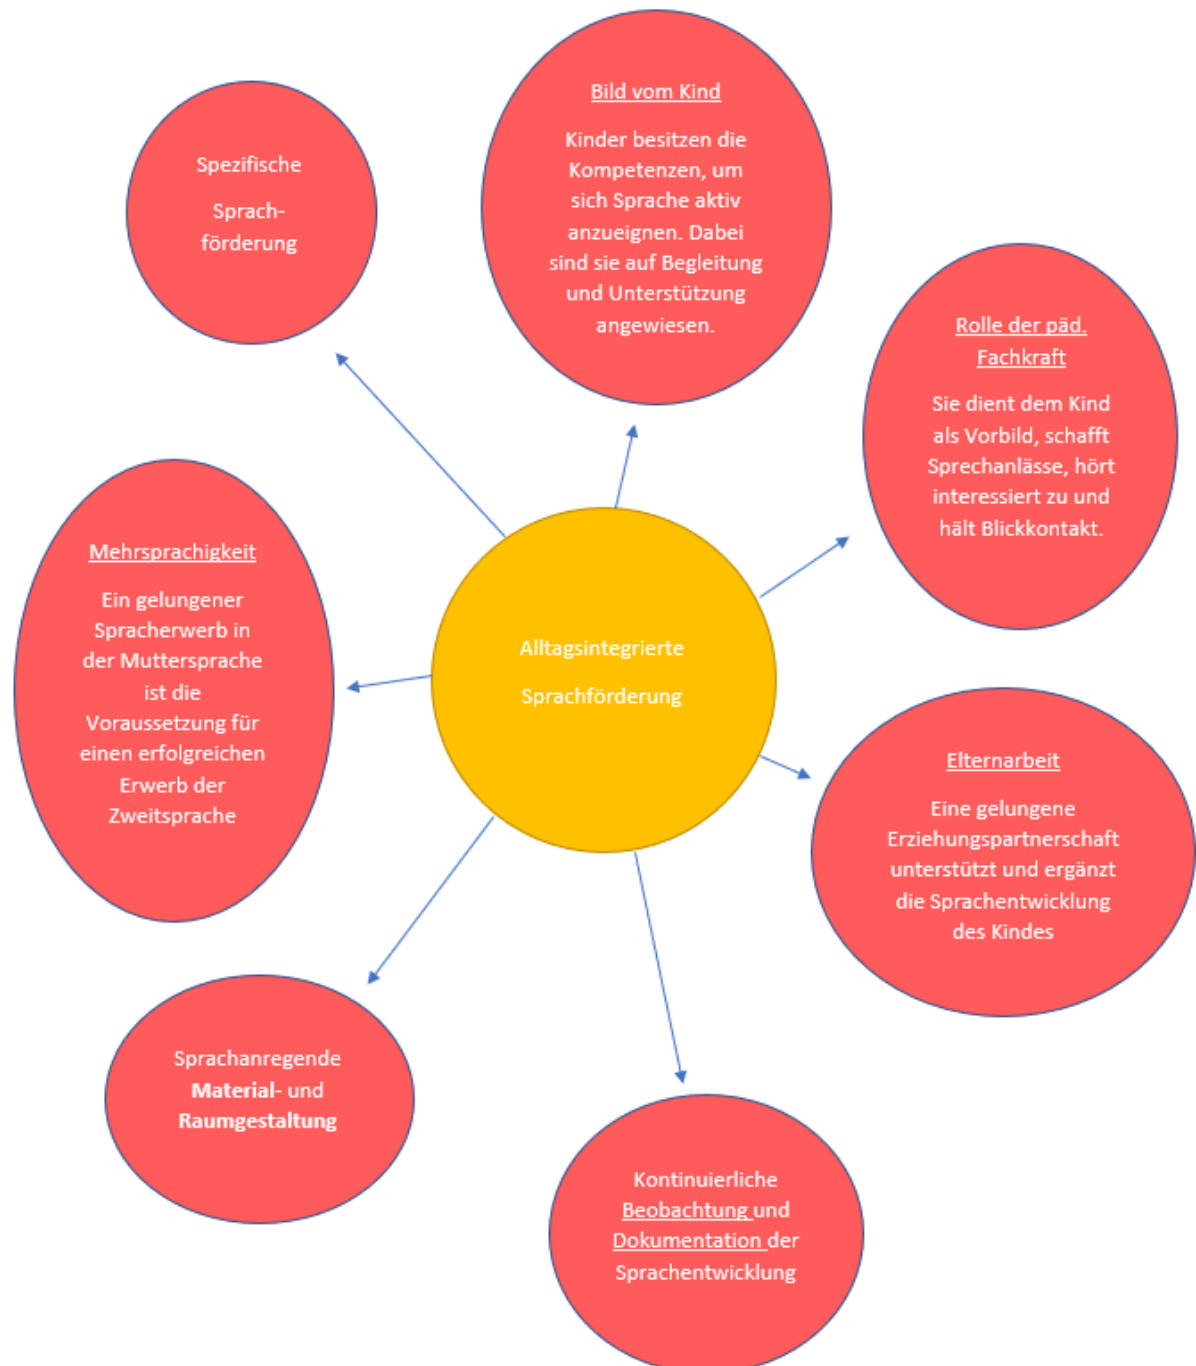 Bild vom Kind
Kinder besitzen die
Kompetenzen, um
sich Sprache aktiv
anzueignen. Dabei
sind sie auf Begleitung
und Unterstützung
angewiesen.
Spezifische
Sprach-
förderung
Rolle der päd.
Fachkraft
Sie dient dem Kind
als Vorbild, schafft
Sprechanlässe, hört
interessiert zu und
hält Blickkontakt.
Mehrsprachigkeit
Ein gelungener
Spracherwerb in
der Muttersprache
ist die
Voraussetzung für
einen erfolgreichen
Erwerb der
Zweitsprache
Alltagsintegrierte
Sprachförderung
Elternarbeit
Eine gelungene
Erziehungspartnerschaft
unterstützt und ergänzt
die Sprachentwicklung
des Kindes
Sprachanregende
Material- und
Raumgestaltung
Kontinuierliche
Beobachtung und
Dokumentation der
Sprachentwicklung